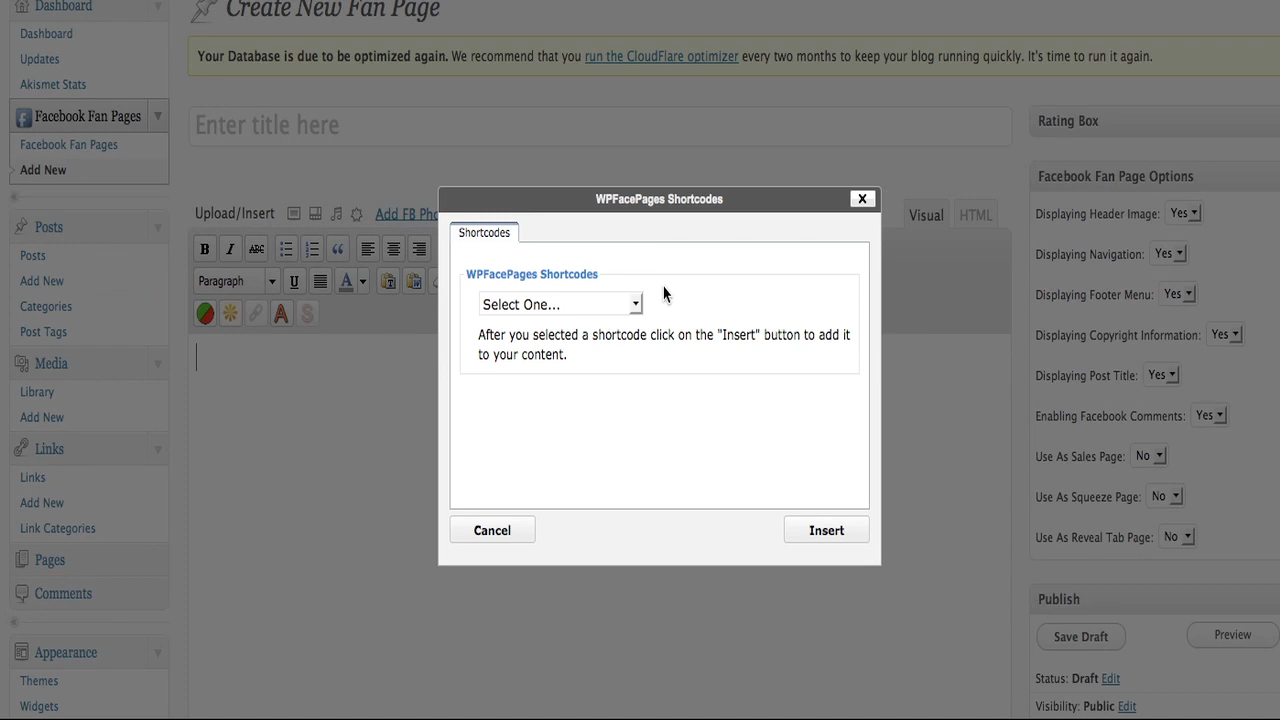 Dashboard
Create New Fan Page
Dashboard
Updates
Akismet Stats
Facebook Fan Pages
Facebook Fan Pages
Add New
Posts
Posts
Add New
Categories
Post Tags
Media
Library
Add New
Links
Links
Add New
Link Categories
Pages
Comments
Appearance
Themes
Widgets
Your Database is due to be optimized again. We recommend that you run the CloudFlare optimizer every two months to keep your blog running quickly. It's time to run it again.
Enter title here
Upload/Insert
Add FB Pho
Visual
HTML
B I ABC
Paragraph
U A
A S
WPFacePages Shortcodes
X
Shortcodes
WPFacePages Shortcodes
Select One...
After you selected a shortcode click on the "Insert" button to add it
to your content.
Cancel
Insert
Rating Box
Facebook Fan Page Options
Displaying Header Image: Yes
Displaying Navigation: Yes
Displaying Footer Menu: Yes
Displaying Copyright Information: Yes
Displaying Post Title: Yes
Enabling Facebook Comments: Yes
Use As Sales Page: No
Use As Squeeze Page: No
Use As Reveal Tab Page: No
Publish
Save Draft
Preview
Status: Draft Edit
Visibility: Public Edit